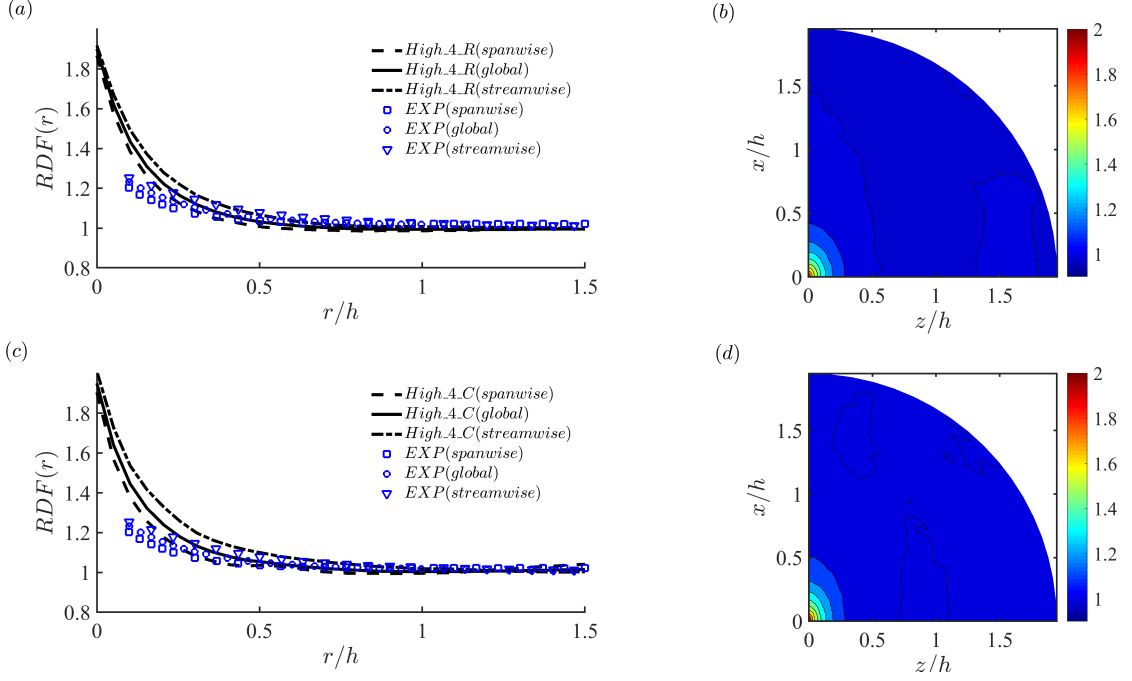 (a)
1.8
1.6
1.4
1.2
1
0.8
RDF(r)
0
0.5
1
1.5
r/h
High_4_R(spanwise)
High_4_R(global)
High_4_R(streamwise)
EXP(spanwise)
EXP(global)
EXP(streamwise)
(b)
1.5
1
0.5
0
x/h
0
0.5
1
1.5
z/h
2
1.8
1.6
1.4
1.2
1
(c)
1.8
1.6
1.4
1.2
1
0.8
RDF(r)
0
0.5
1
1.5
r/h
High_4_C(spanwise)
High_4_C(global)
High_4_C(streamwise)
EXP(spanwise)
EXP(global)
EXP(streamwise)
(d)
1.5
1
0.5
0
x/h
0
0.5
1
1.5
z/h
2
1.8
1.6
1.4
1.2
1